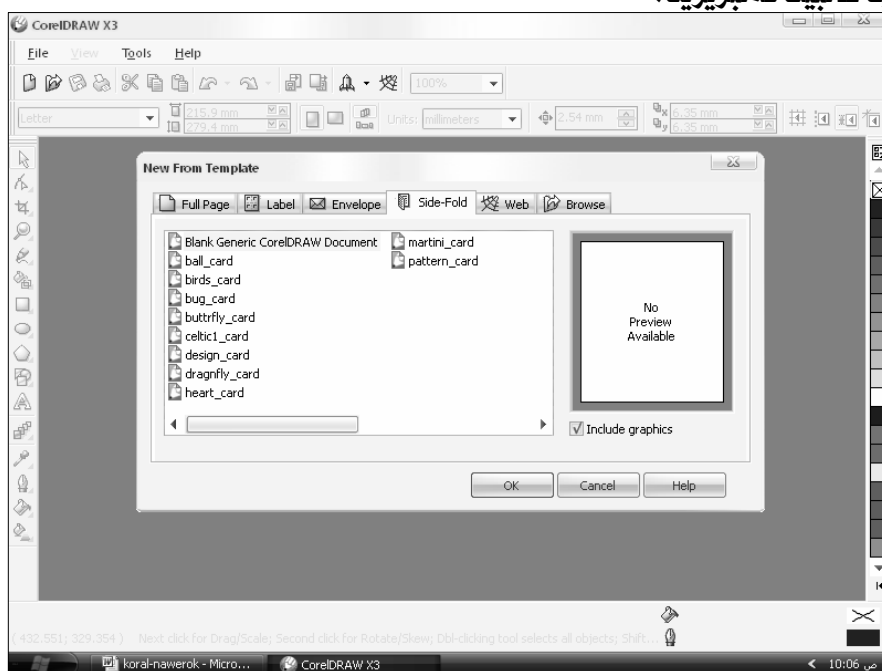 CorelDRAW X3
File View Tools Help
100%
Letter 215.9 mm 279.4 mm Units: millimeters 2.54 mm x 6.35 mm y 6.35 mm
New From Template
Full Page Label Envelope Side-Fold Web Browse
Blank Generic CorelDRAW Document
ball_card
birds_card
bug_card
buttrfly_card
celtic1_card
design_card
dragnfly_card
heart_card
martini_card
pattern_card
No
Preview
Available
Include graphics
OK Cancel Help
( 432.551; 329.354 ) Next click for Drag/Scale; Second click for Rotate/Skew; Dbl-clicking tool selects all objects; Shift...
koral-nawerok - Micro... CorelDRAW X3 10:06 ص